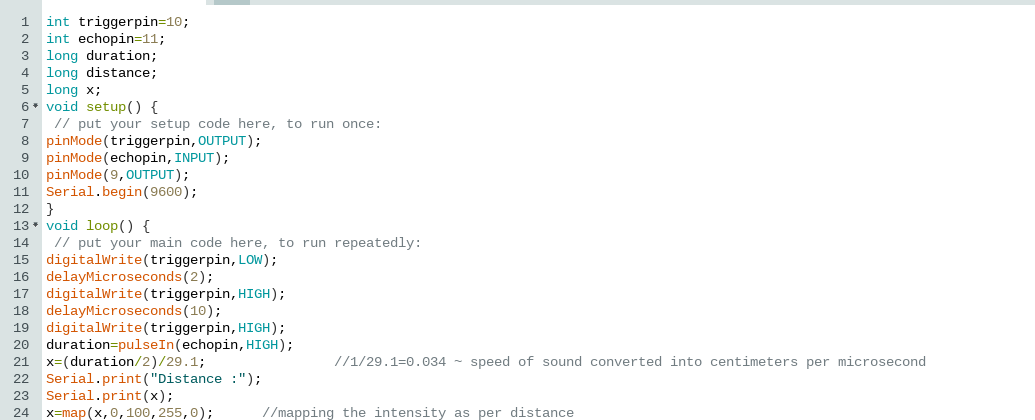 1 int triggerpin=10;
2 int echopin=11;
3 long duration;
4 long distance;
5 long x;
6 * void setup() {
7 // put your setup code here, to run once:
8 pinMode(triggerpin,OUTPUT);
9 pinMode(echopin,INPUT);
10 pinMode(9,OUTPUT);
11 Serial.begin(9600);
12 }
13 * void loop() {
14 // put your main code here, to run repeatedly:
15 digitalWrite(triggerpin,LOW);
16 delayMicroseconds(2);
17 digitalWrite(triggerpin,HIGH);
18 delayMicroseconds(10);
19 digitalWrite(triggerpin,HIGH);
20 duration=pulseIn(echopin,HIGH);
21 x=(duration/2)/29.1; //1/29.1=0.034 ~ speed of sound converted into centimeters per microsecond
22 Serial.print("Distance :");
23 Serial.print(x);
24 x=map(x,0,100,255,0); //mapping the intensity as per distance